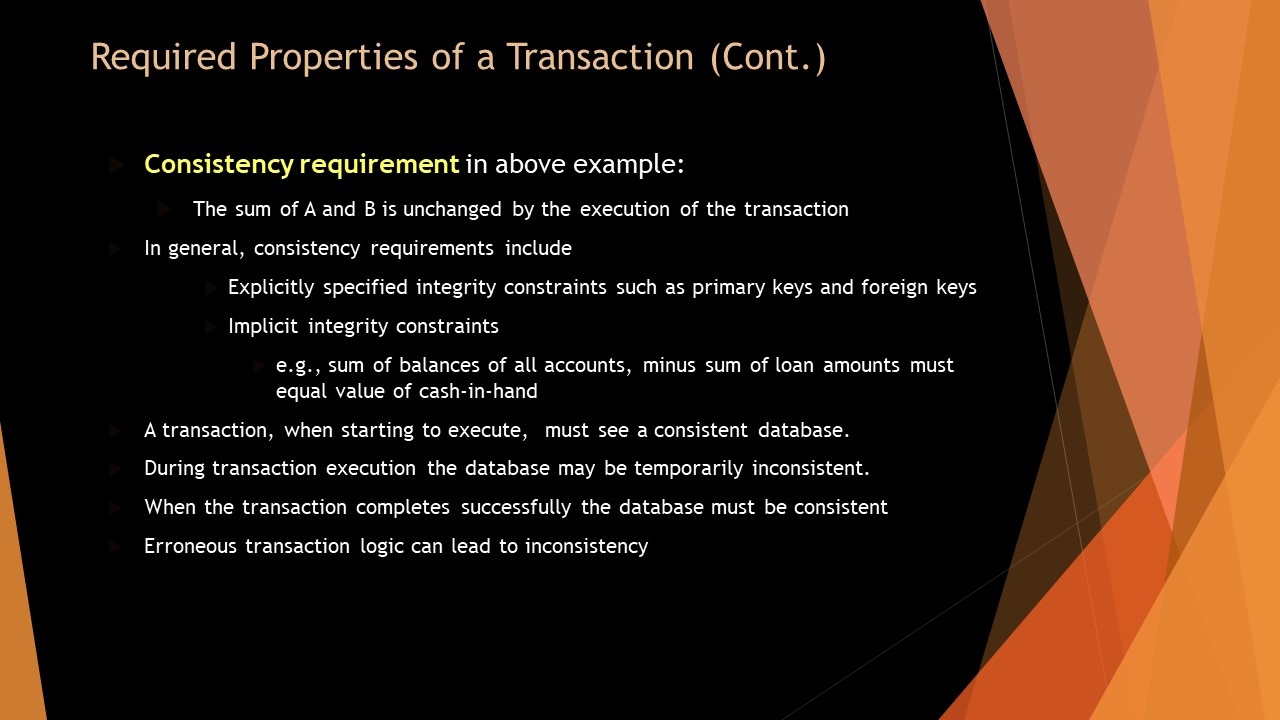 Required Properties of a Transaction (Cont.)
Consistency requirement in above example:
The sum of A and B is unchanged by the execution of the transaction
In general, consistency requirements include
Explicitly specified integrity constraints such as primary keys and foreign keys
Implicit integrity constraints
e.g., sum of balances of all accounts, minus sum of loan amounts must
equal value of cash-in-hand
A transaction, when starting to execute, must see a consistent database.
During transaction execution the database may be temporarily inconsistent.
When the transaction completes successfully the database must be consistent
Erroneous transaction logic can lead to inconsistency